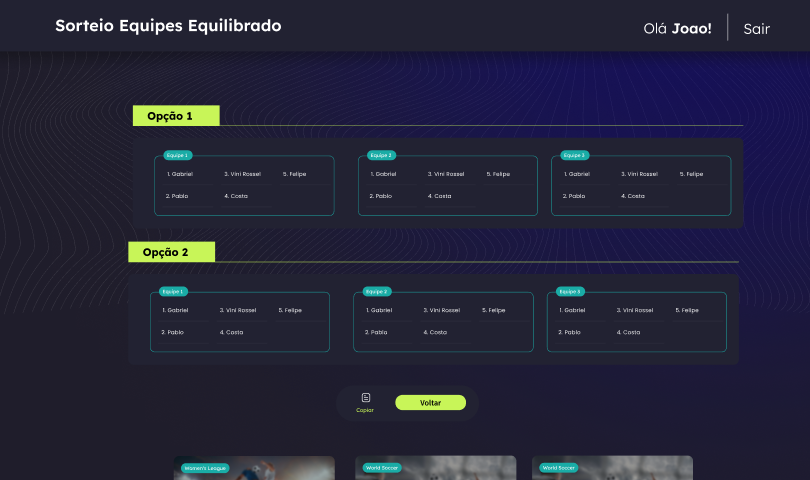 Sorteio Equipes Equilibrado
Olá Joao!
Sair
Opção 1
Equipe 1
1. Gabriel 3. Vini Rossel 5. Felipe
2. Pablo 4. Costa
Equipe 2
1. Gabriel 3. Vini Rossel 5. Felipe
2. Pablo 4. Costa
Equipe 3
1. Gabriel 3. Vini Rossel 5. Felipe
2. Pablo 4. Costa
Opção 2
Equipe 1
1. Gabriel 3. Vini Rossel 5. Felipe
2. Pablo 4. Costa
Equipe 2
1. Gabriel 3. Vini Rossel 5. Felipe
2. Pablo 4. Costa
Equipe 3
1. Gabriel 3. Vini Rossel 5. Felipe
2. Pablo 4. Costa
Copiar
Voltar
Women's League
World Soccer
World Soccer